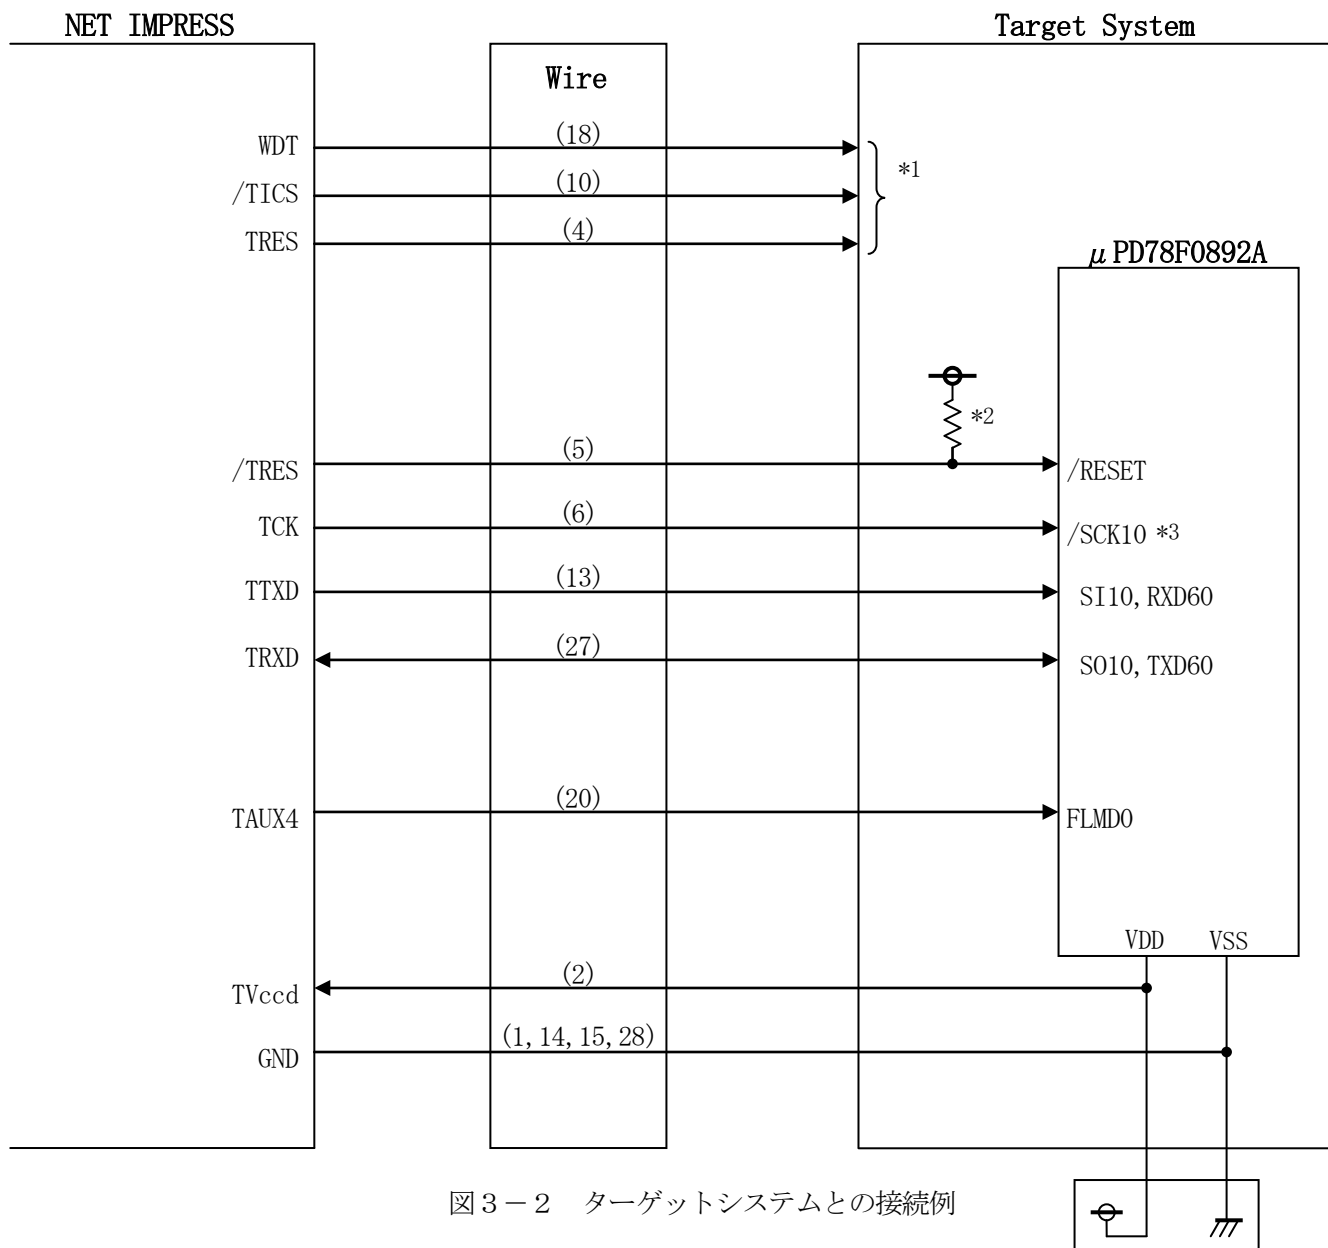 NET IMPRESS
Target System
Wire
WDT
(18)
/TICS
(10)
TRES
(4)
*1
μPD78F0892A
*2
/TRES
(5)
/RESET
TCK
(6)
/SCK10 *3
TTXD
(13)
SI10,RXD60
TRXD
(27)
SO10,TXD60
TAUX4
(20)
FLMD0
VDD
VSS
TVccd
(2)
GND
(1,14,15,28)
図3-2 ターゲットシステムとの接続例